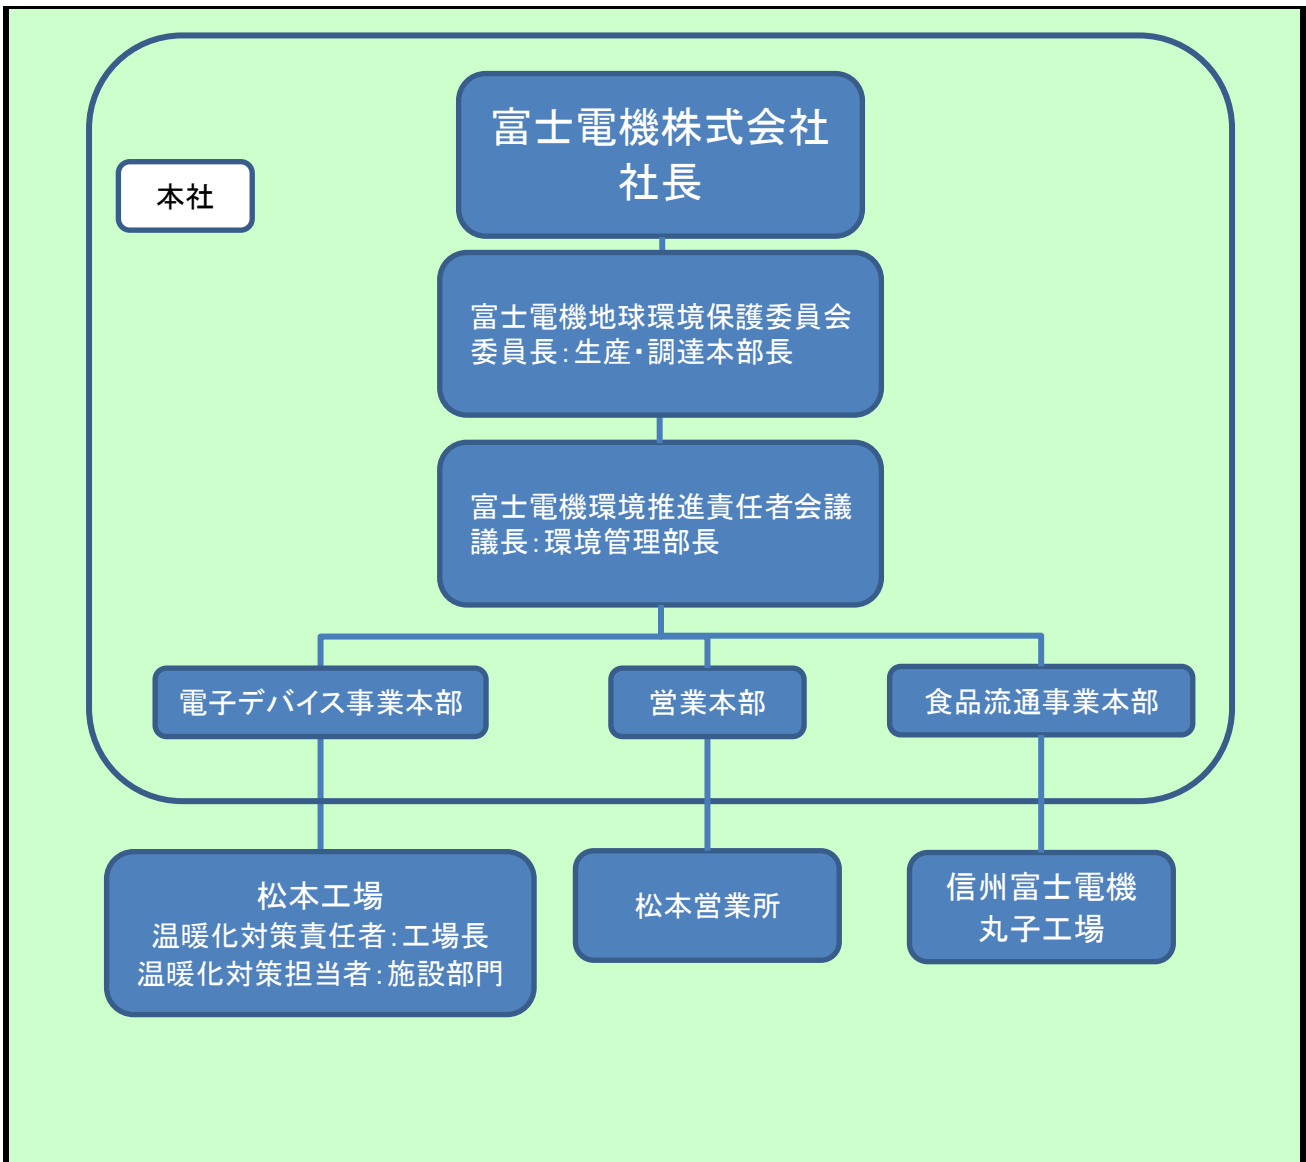 富士電機株式会社
社長
本社
富士電機地球環境保護委員会
委員長：生産・調達本部長
富士電機環境推進責任者会議
議長：環境管理部長
電子デバイス事業本部
営業本部
食品流通事業本部
松本工場
温暖化対策責任者：工場長
温暖化対策担当者：施設部門
松本営業所
信州富士電機
丸子工場